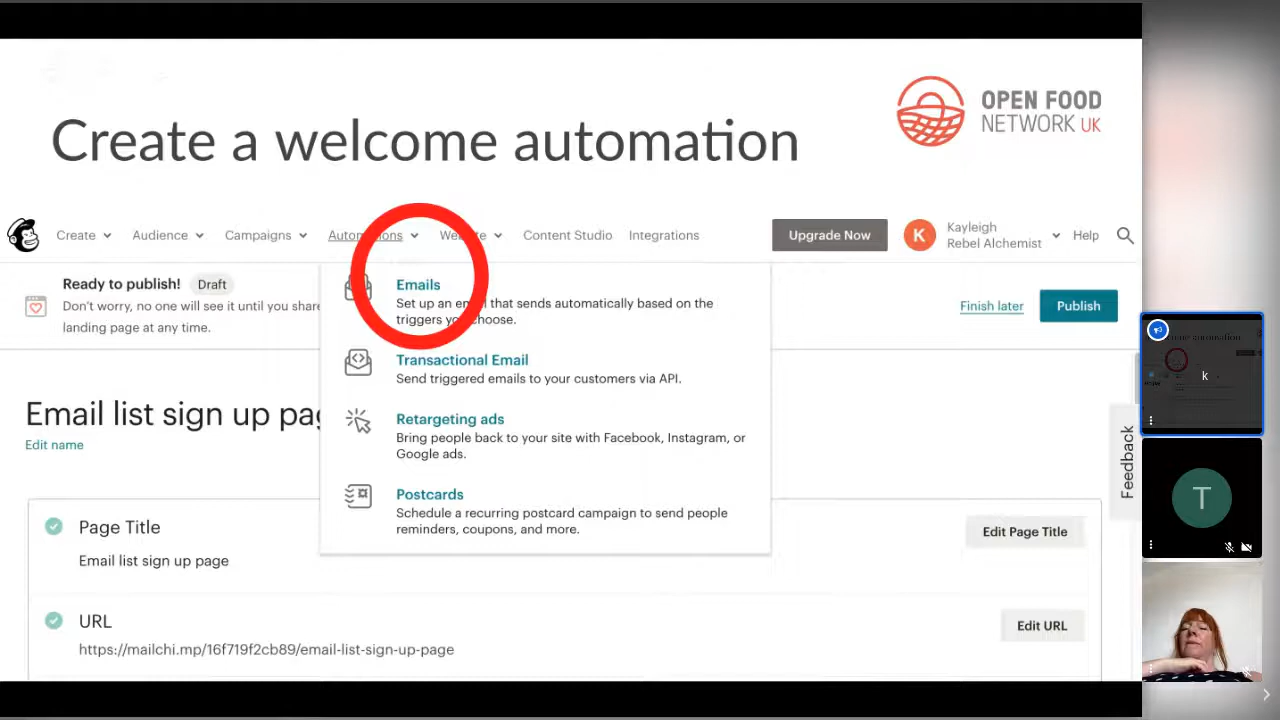 Create a welcome automation
OPEN FOOD
NETWORK UK
Create Audience Campaigns Automations Website Content Studio Integrations Upgrade Now K Kayleigh
Rebel Alchemist Help
Ready to publish! Draft
Don't worry, no one will see it until you share
landing page at any time.
Finish later Publish
Emails
Set up an email that sends automatically based on the
triggers you choose.
Transactional Email
Send triggered emails to your customers via API.
Retargeting ads
Bring people back to your site with Facebook, Instagram, or
Google ads.
Postcards
Schedule a recurring postcard campaign to send people
reminders, coupons, and more.
Email list sign up pag
Edit name
Page Title
Email list sign up page
Edit Page Title
URL
https://mailchi.mp/16f719f2cb89/email-list-sign-up-page
Edit URL
Feedback
k
T